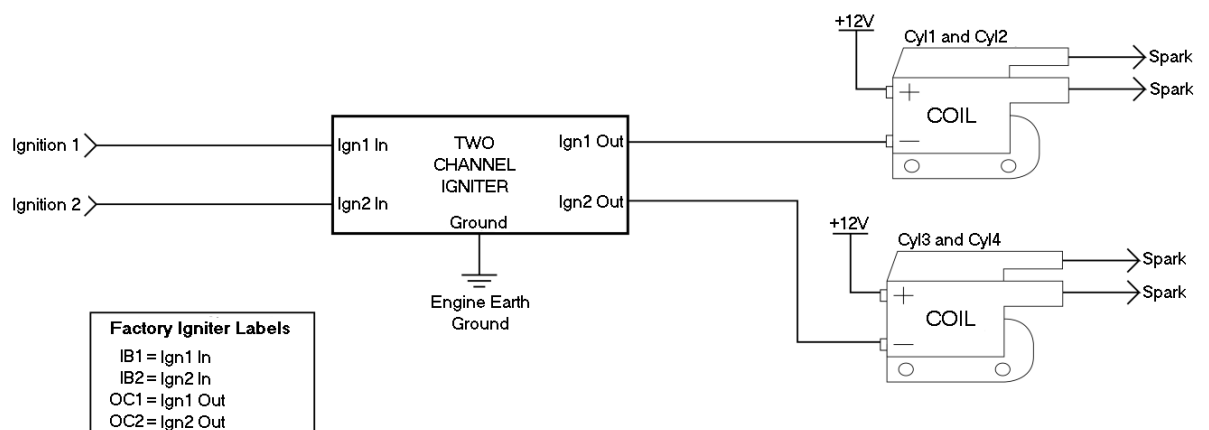 +12V
Cyl1 and Cyl2
Spark
Spark
+
COIL
—
Ignition 1
Ign1 In
TWO
CHANNEL
IGNITER
Ign1 Out
Ignition 2
Ign2 In
Ign2 Out
Ground
Engine Earth
Ground
+12V
Cyl3 and Cyl4
Spark
Spark
+
COIL
—
Factory Igniter Labels
IB1 = Ign1 In
IB2 = Ign2 In
OC1 = Ign1 Out
OC2 = Ign2 Out